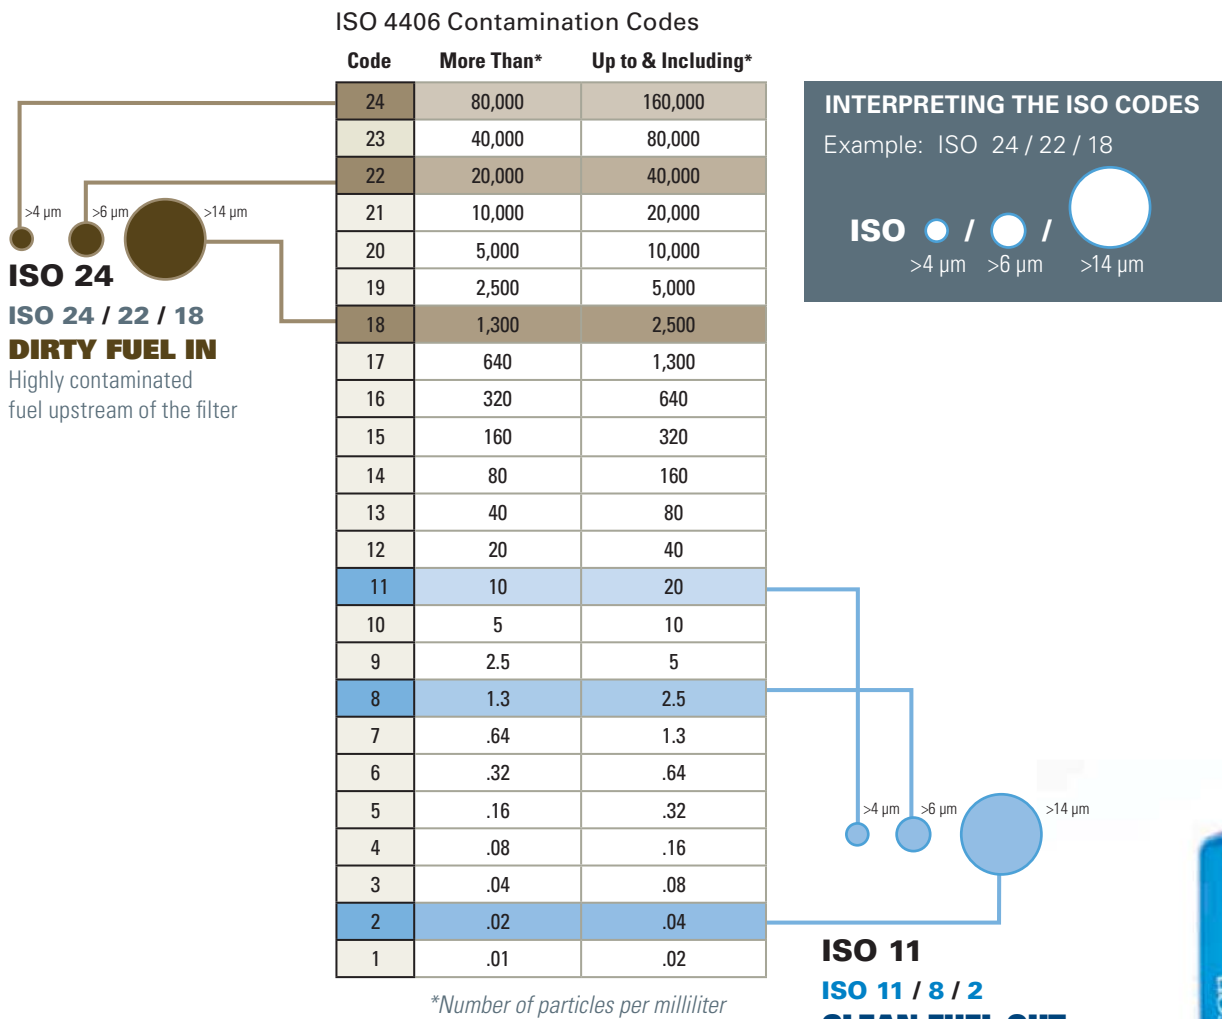 ISO 4406 Contamination Codes
Code More Than* Up to & Including*
24 80,000 160,000
23 40,000 80,000
22 20,000 40,000
21 10,000 20,000
20 5,000 10,000
19 2,500 5,000
18 1,300 2,500
17 640 1,300
16 320 640
15 160 320
14 80 160
13 40 80
12 20 40
11 10 20
10 5 10
9 2.5 5
8 1.3 2.5
7 .64 1.3
6 .32 .64
5 .16 .32
4 .08 .16
3 .04 .08
2 .02 .04
1 .01 .02
*Number of particles per milliliter
>4 µm >6 µm >14 µm
ISO 24
ISO 24 / 22 / 18
DIRTY FUEL IN
Highly contaminated
fuel upstream of the filter
INTERPRETING THE ISO CODES
Example: ISO 24 / 22 / 18
ISO / /
>4 µm >6 µm >14 µm
>4 µm >6 µm >14 µm
ISO 11
ISO 11 / 8 / 2
CLEAN FUEL OUT